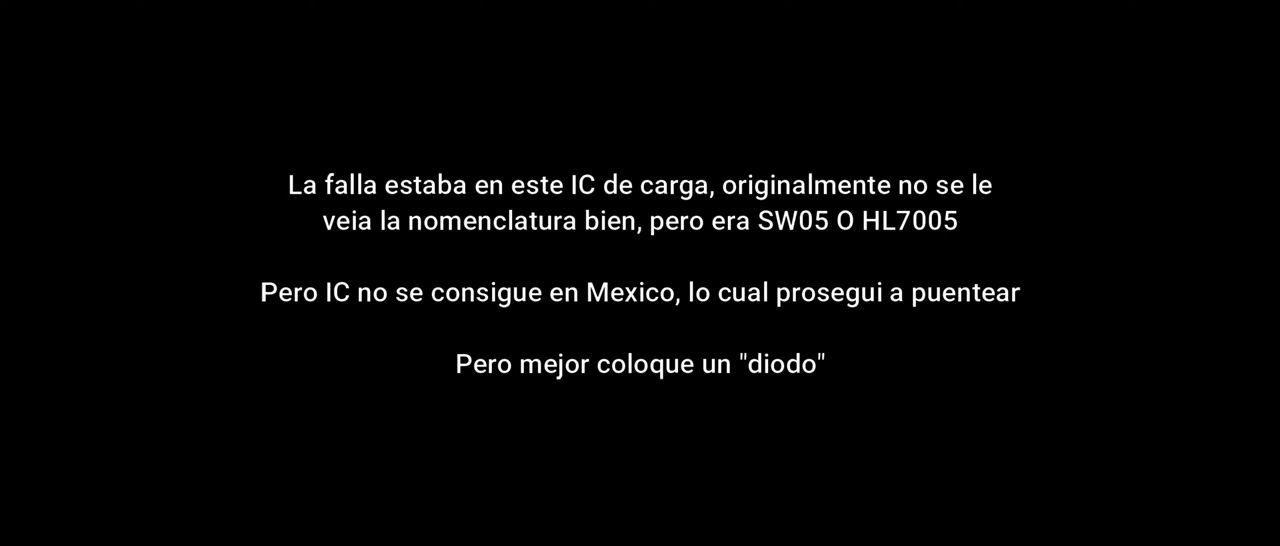 La falla estaba en este IC de carga, originalmente no se le
veia la nomenclatura bien, pero era SW05 O HL7005
Pero IC no se consigue en Mexico, lo cual prosegui a puentear
Pero mejor coloque un "diodo"